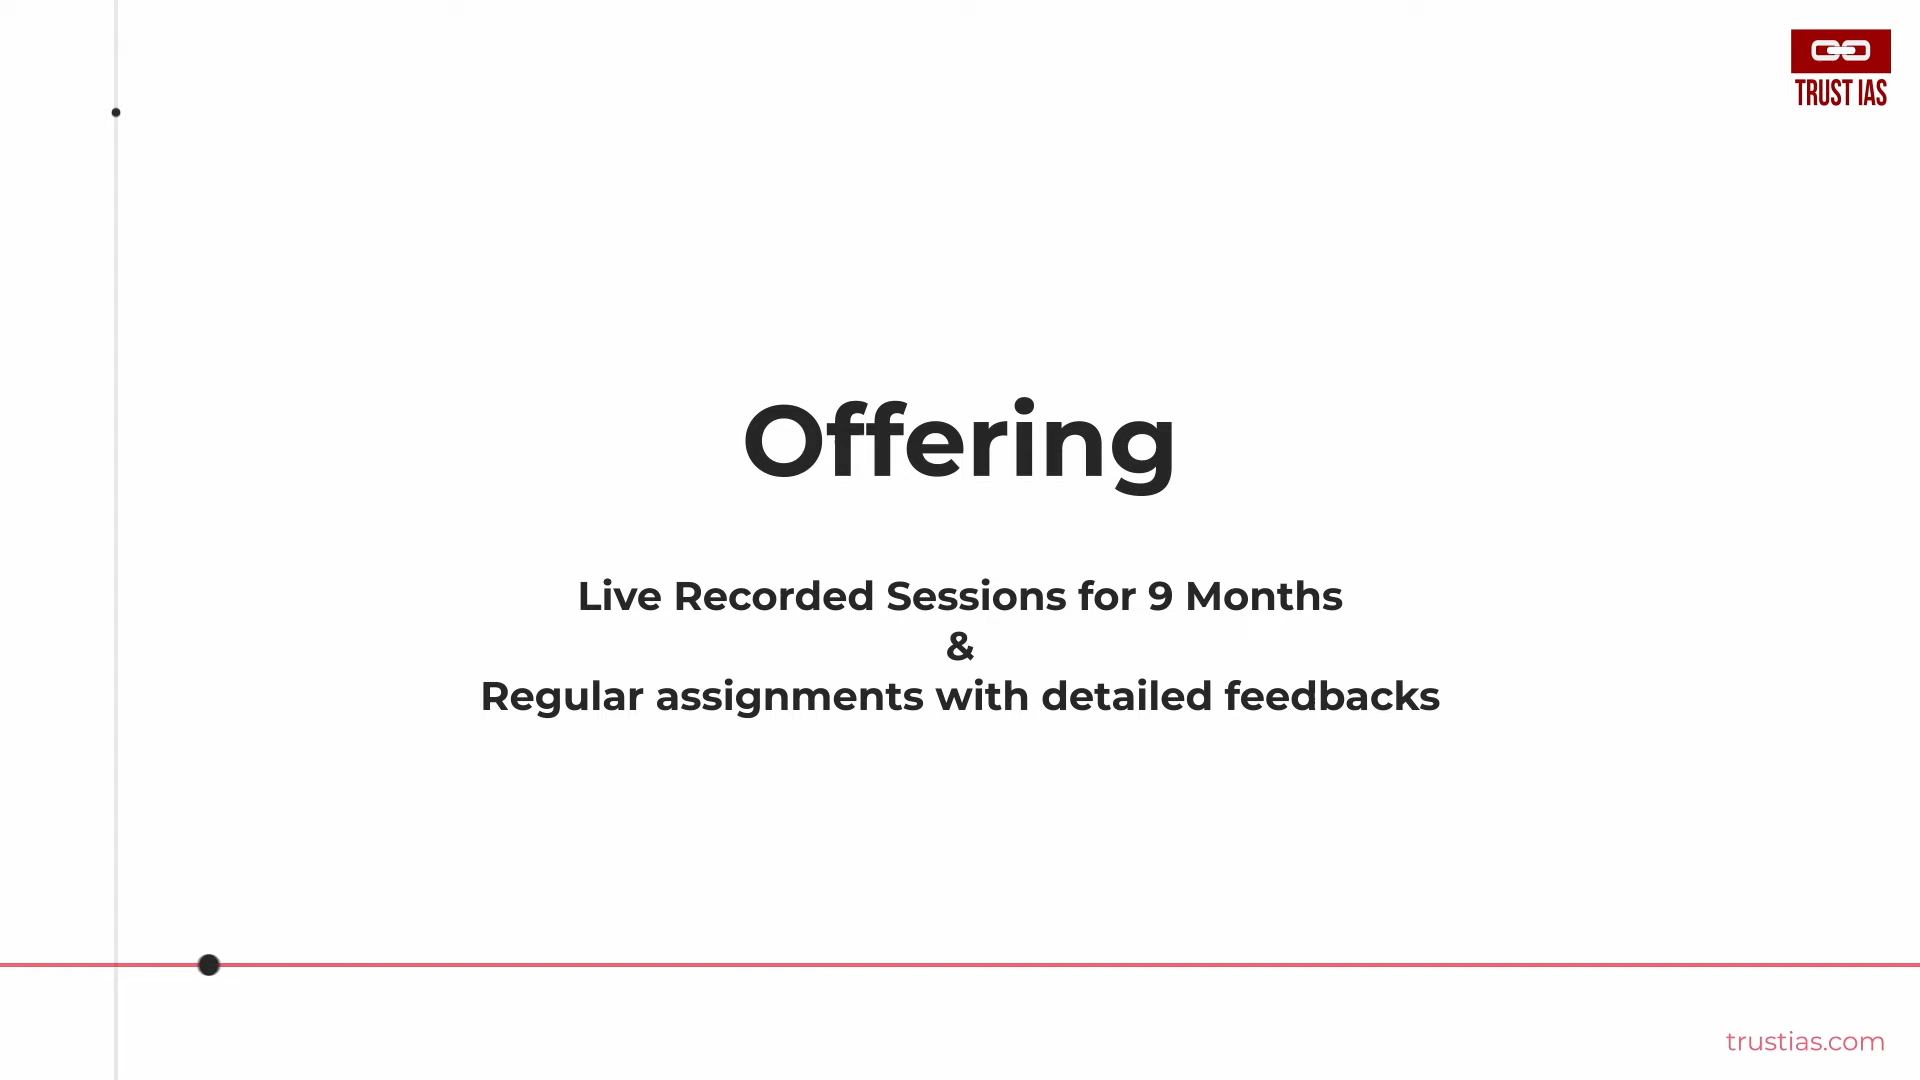 TRUST IAS
Offering
Live Recorded Sessions for 9 Months
&
Regular assignments with detailed feedbacks
trustias.com